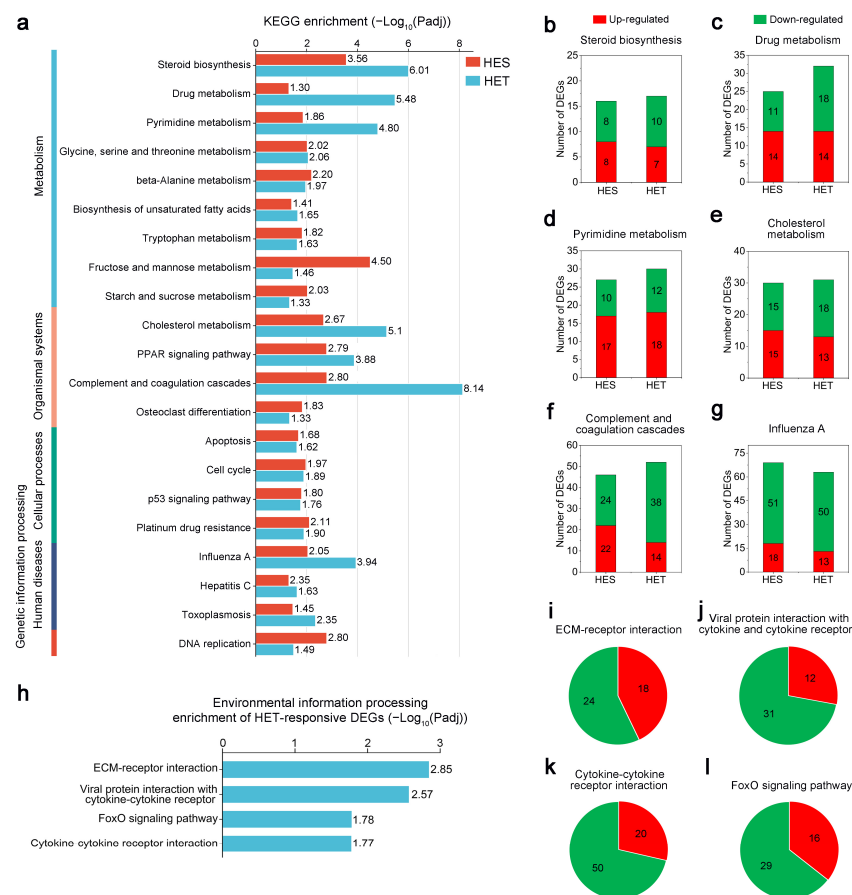 a
KEGG enrichment (−Log10(Padj))
0 2 4 6 8
HES
HET
Metabolism
Organismal systems
Cellular processes
Human diseases
Genetic information processing
Steroid biosynthesis 3.56 6.01
Drug metabolism 1.30 5.48
Pyrimidine metabolism 1.86 4.80
Glycine, serine and threonine metabolism 2.02 2.06
beta-Alanine metabolism 2.20 1.97
Biosynthesis of unsaturated fatty acids 1.41 1.65
Tryptophan metabolism 1.82 1.63
Fructose and mannose metabolism 4.50 1.46
Starch and sucrose metabolism 2.03 1.33
Cholesterol metabolism 2.67 5.1
PPAR signaling pathway 2.79 3.88
Complement and coagulation cascades 2.80 8.14
Osteoclast differentiation 1.83 1.33
Apoptosis 1.68 1.62
Cell cycle 1.97 1.89
p53 signaling pathway 1.80 1.76
Platinum drug resistance 2.11 1.90
Influenza A 2.05 3.94
Hepatitis C 2.35 1.63
Toxoplasmosis 1.45 2.35
DNA replication 2.80 1.49
Up-regulated
Down-regulated
b
Steroid biosynthesis
Number of DEGs
25
20
15
10
5
0
8 10
8 7
HES HET
c
Drug metabolism
Number of DEGs
35
30
25
20
15
10
5
0
11 18
14 14
HES HET
d
Pyrimidine metabolism
Number of DEGs
35
30
25
20
15
10
5
0
10 12
17 18
HES HET
e
Cholesterol
metabolism
Number of DEGs
40
30
20
10
0
15 18
15 13
HES HET
f
Complement and
coagulation cascades
Number of DEGs
60
50
40
30
20
10
0
24 38
22 14
HES HET
g
Influenza A
Number of DEGs
75
60
45
30
15
0
51 50
18 13
HES HET
h
Environmental information processing
enrichment of HET-responsive DEGs (−Log10(Padj))
0 1 2 3
ECM-receptor interaction 2.85
Viral protein interaction with
cytokine-cytokine receptor 2.57
FoxO signaling pathway 1.78
Cytokine-cytokine receptor interaction 1.77
i
ECM-receptor interaction
24 18
j
Viral protein interaction with
cytokine and cytokine receptor
12
31
k
Cytokine-cytokine
receptor interaction
20
50
l
FoxO signaling pathway
16
29